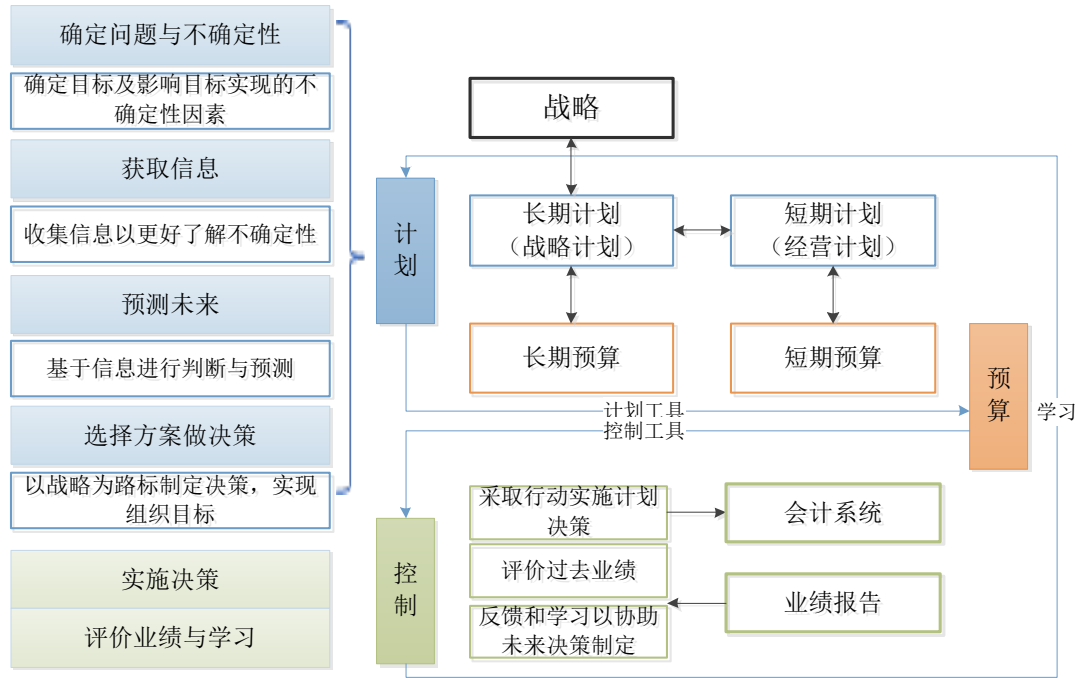 确定问题与不确定性
确定目标及影响目标实现的不
确定性因素
获取信息
收集信息以更好了解不确定性
预测未来
基于信息进行判断与预测
选择方案做决策
以战略为路标制定决策，实现
组织目标
实施决策
评价业绩与学习
计
划
战略
长期计划
（战略计划）
短期计划
（经营计划）
长期预算
短期预算
预
算
学习
计划工具
控制工具
控
制
采取行动实施计划
决策
会计系统
评价过去业绩
反馈和学习以协助
未来决策制定
业绩报告